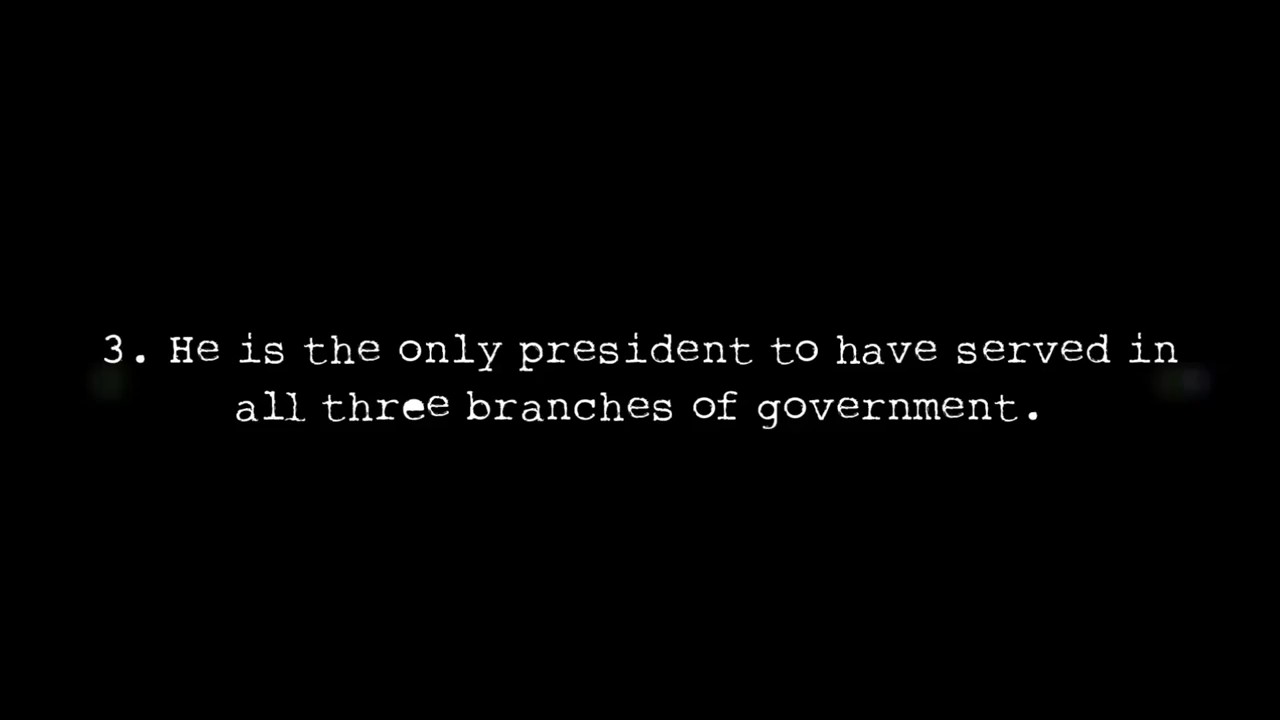 3. He is the only president to have served in
all three branches of government.